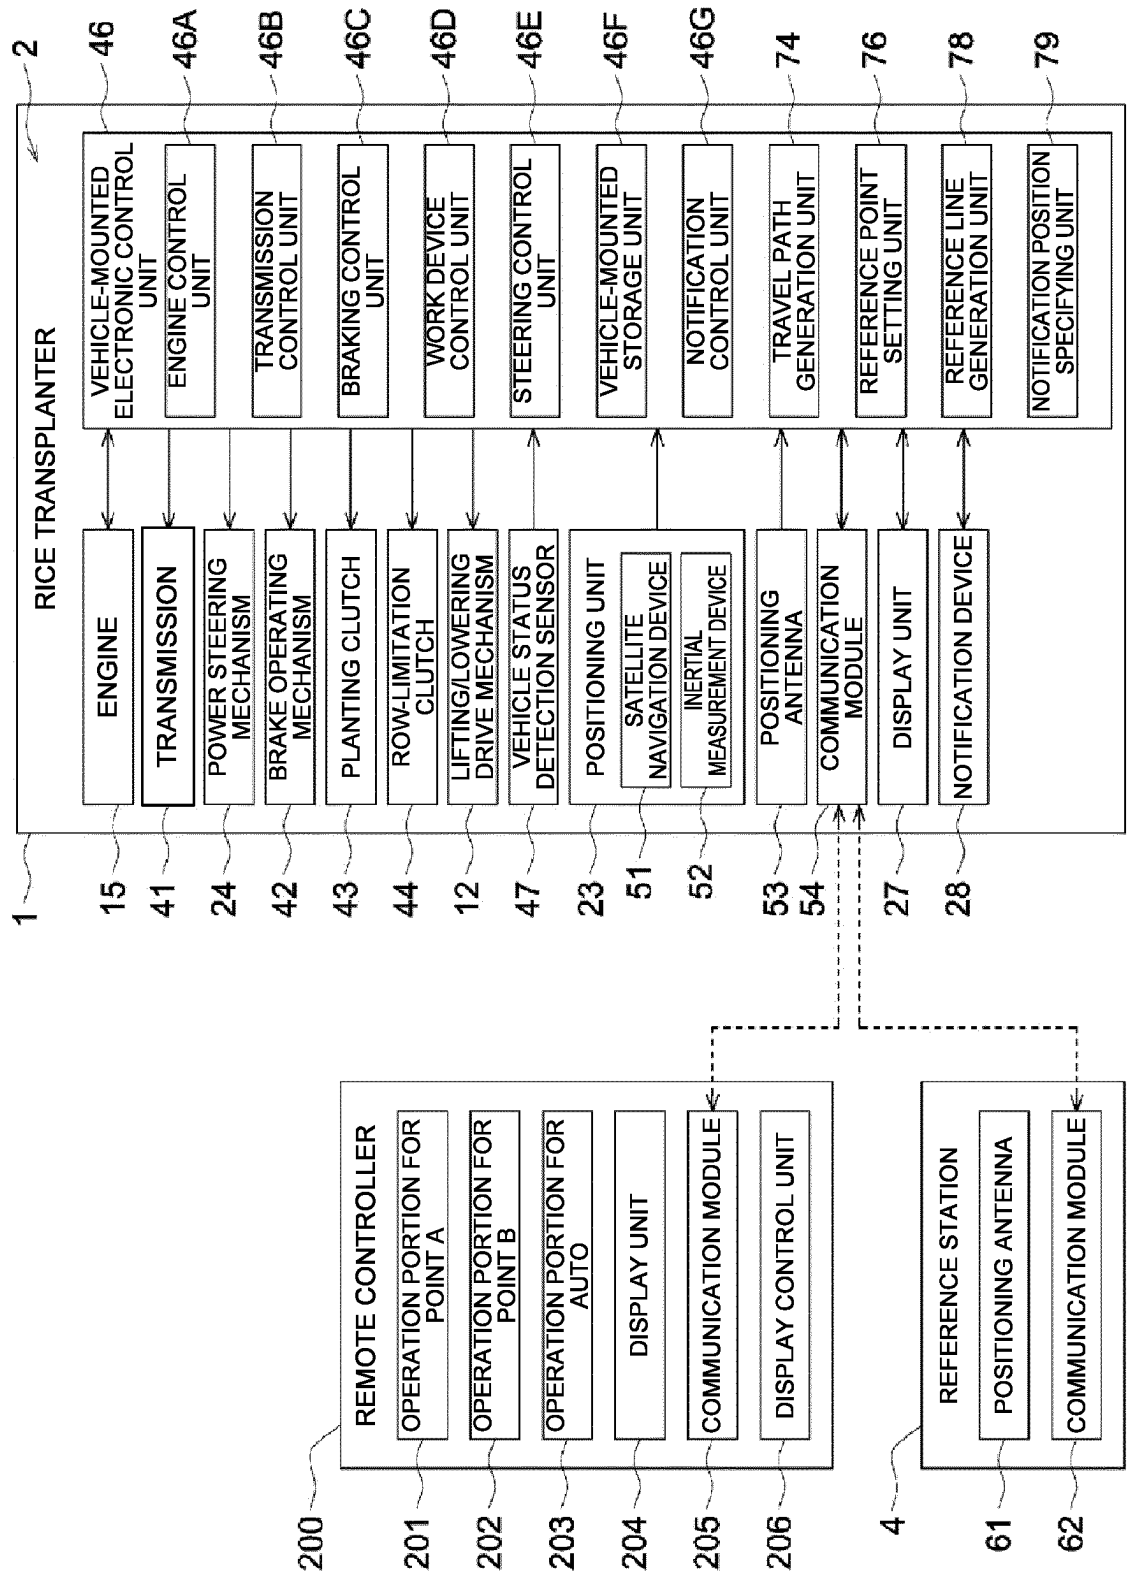 RICE TRANSPLANTER
1
2
15
ENGINE
41
TRANSMISSION
24
POWER STEERING
MECHANISM
42
BRAKE OPERATING
MECHANISM
43
PLANTING CLUTCH
44
ROW-LIMITATION
CLUTCH
12
LIFTING/LOWERING
DRIVE MECHANISM
47
VEHICLE STATUS
DETECTION SENSOR
23
POSITIONING UNIT
51
SATELLITE
NAVIGATION DEVICE
52
INERTIAL
MEASUREMENT DEVICE
53
POSITIONING
ANTENNA
54
COMMUNICATION
MODULE
27
DISPLAY UNIT
28
NOTIFICATION DEVICE
VEHICLE-MOUNTED
ELECTRONIC CONTROL
UNIT
46
ENGINE CONTROL
UNIT
46A
TRANSMISSION
CONTROL UNIT
46B
BRAKING CONTROL
UNIT
46C
WORK DEVICE
CONTROL UNIT
46D
STEERING CONTROL
UNIT
46E
VEHICLE-MOUNTED
STORAGE UNIT
46F
NOTIFICATION
CONTROL UNIT
46G
TRAVEL PATH
GENERATION UNIT
74
REFERENCE POINT
SETTING UNIT
76
REFERENCE LINE
GENERATION UNIT
78
NOTIFICATION POSITION
SPECIFYING UNIT
79
200
REMOTE CONTROLLER
201
OPERATION PORTION FOR
POINT A
202
OPERATION PORTION FOR
POINT B
203
OPERATION PORTION FOR
AUTO
204
DISPLAY UNIT
205
COMMUNICATION MODULE
206
DISPLAY CONTROL UNIT
4
REFERENCE STATION
61
POSITIONING ANTENNA
62
COMMUNICATION MODULE